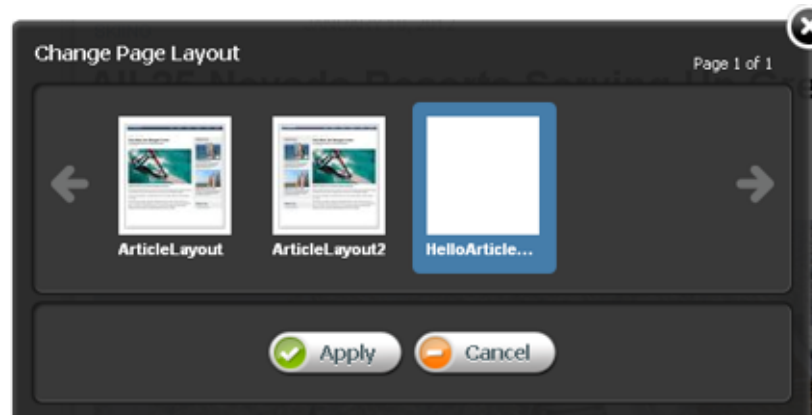 Change Page Layout
Page 1 of 1
ArticleLayout
ArticleLayout2
HelloArticle...
Apply
Cancel